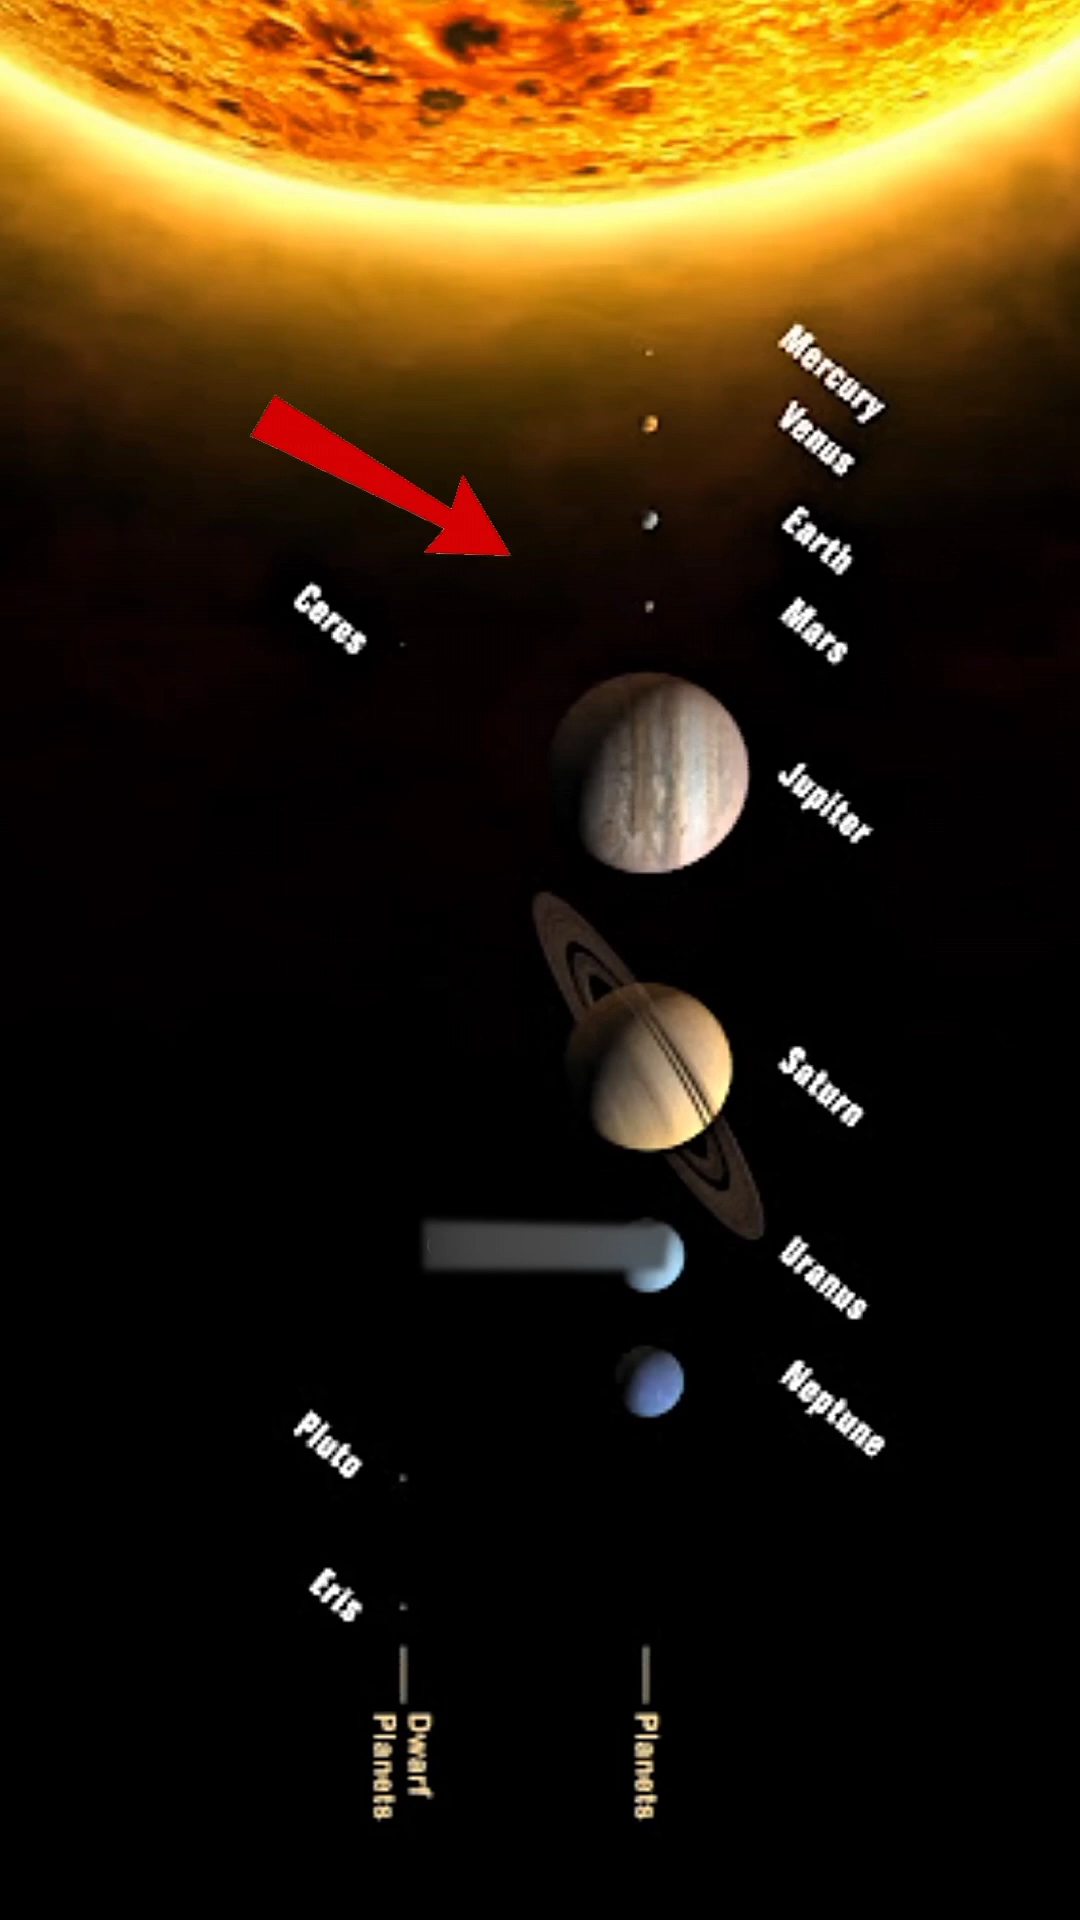 Mercury
Venus
Earth
Mars
Ceres
Jupiter
Saturn
Uranus
Neptune
Pluto
Eris
Dwarf
Planets
Planets